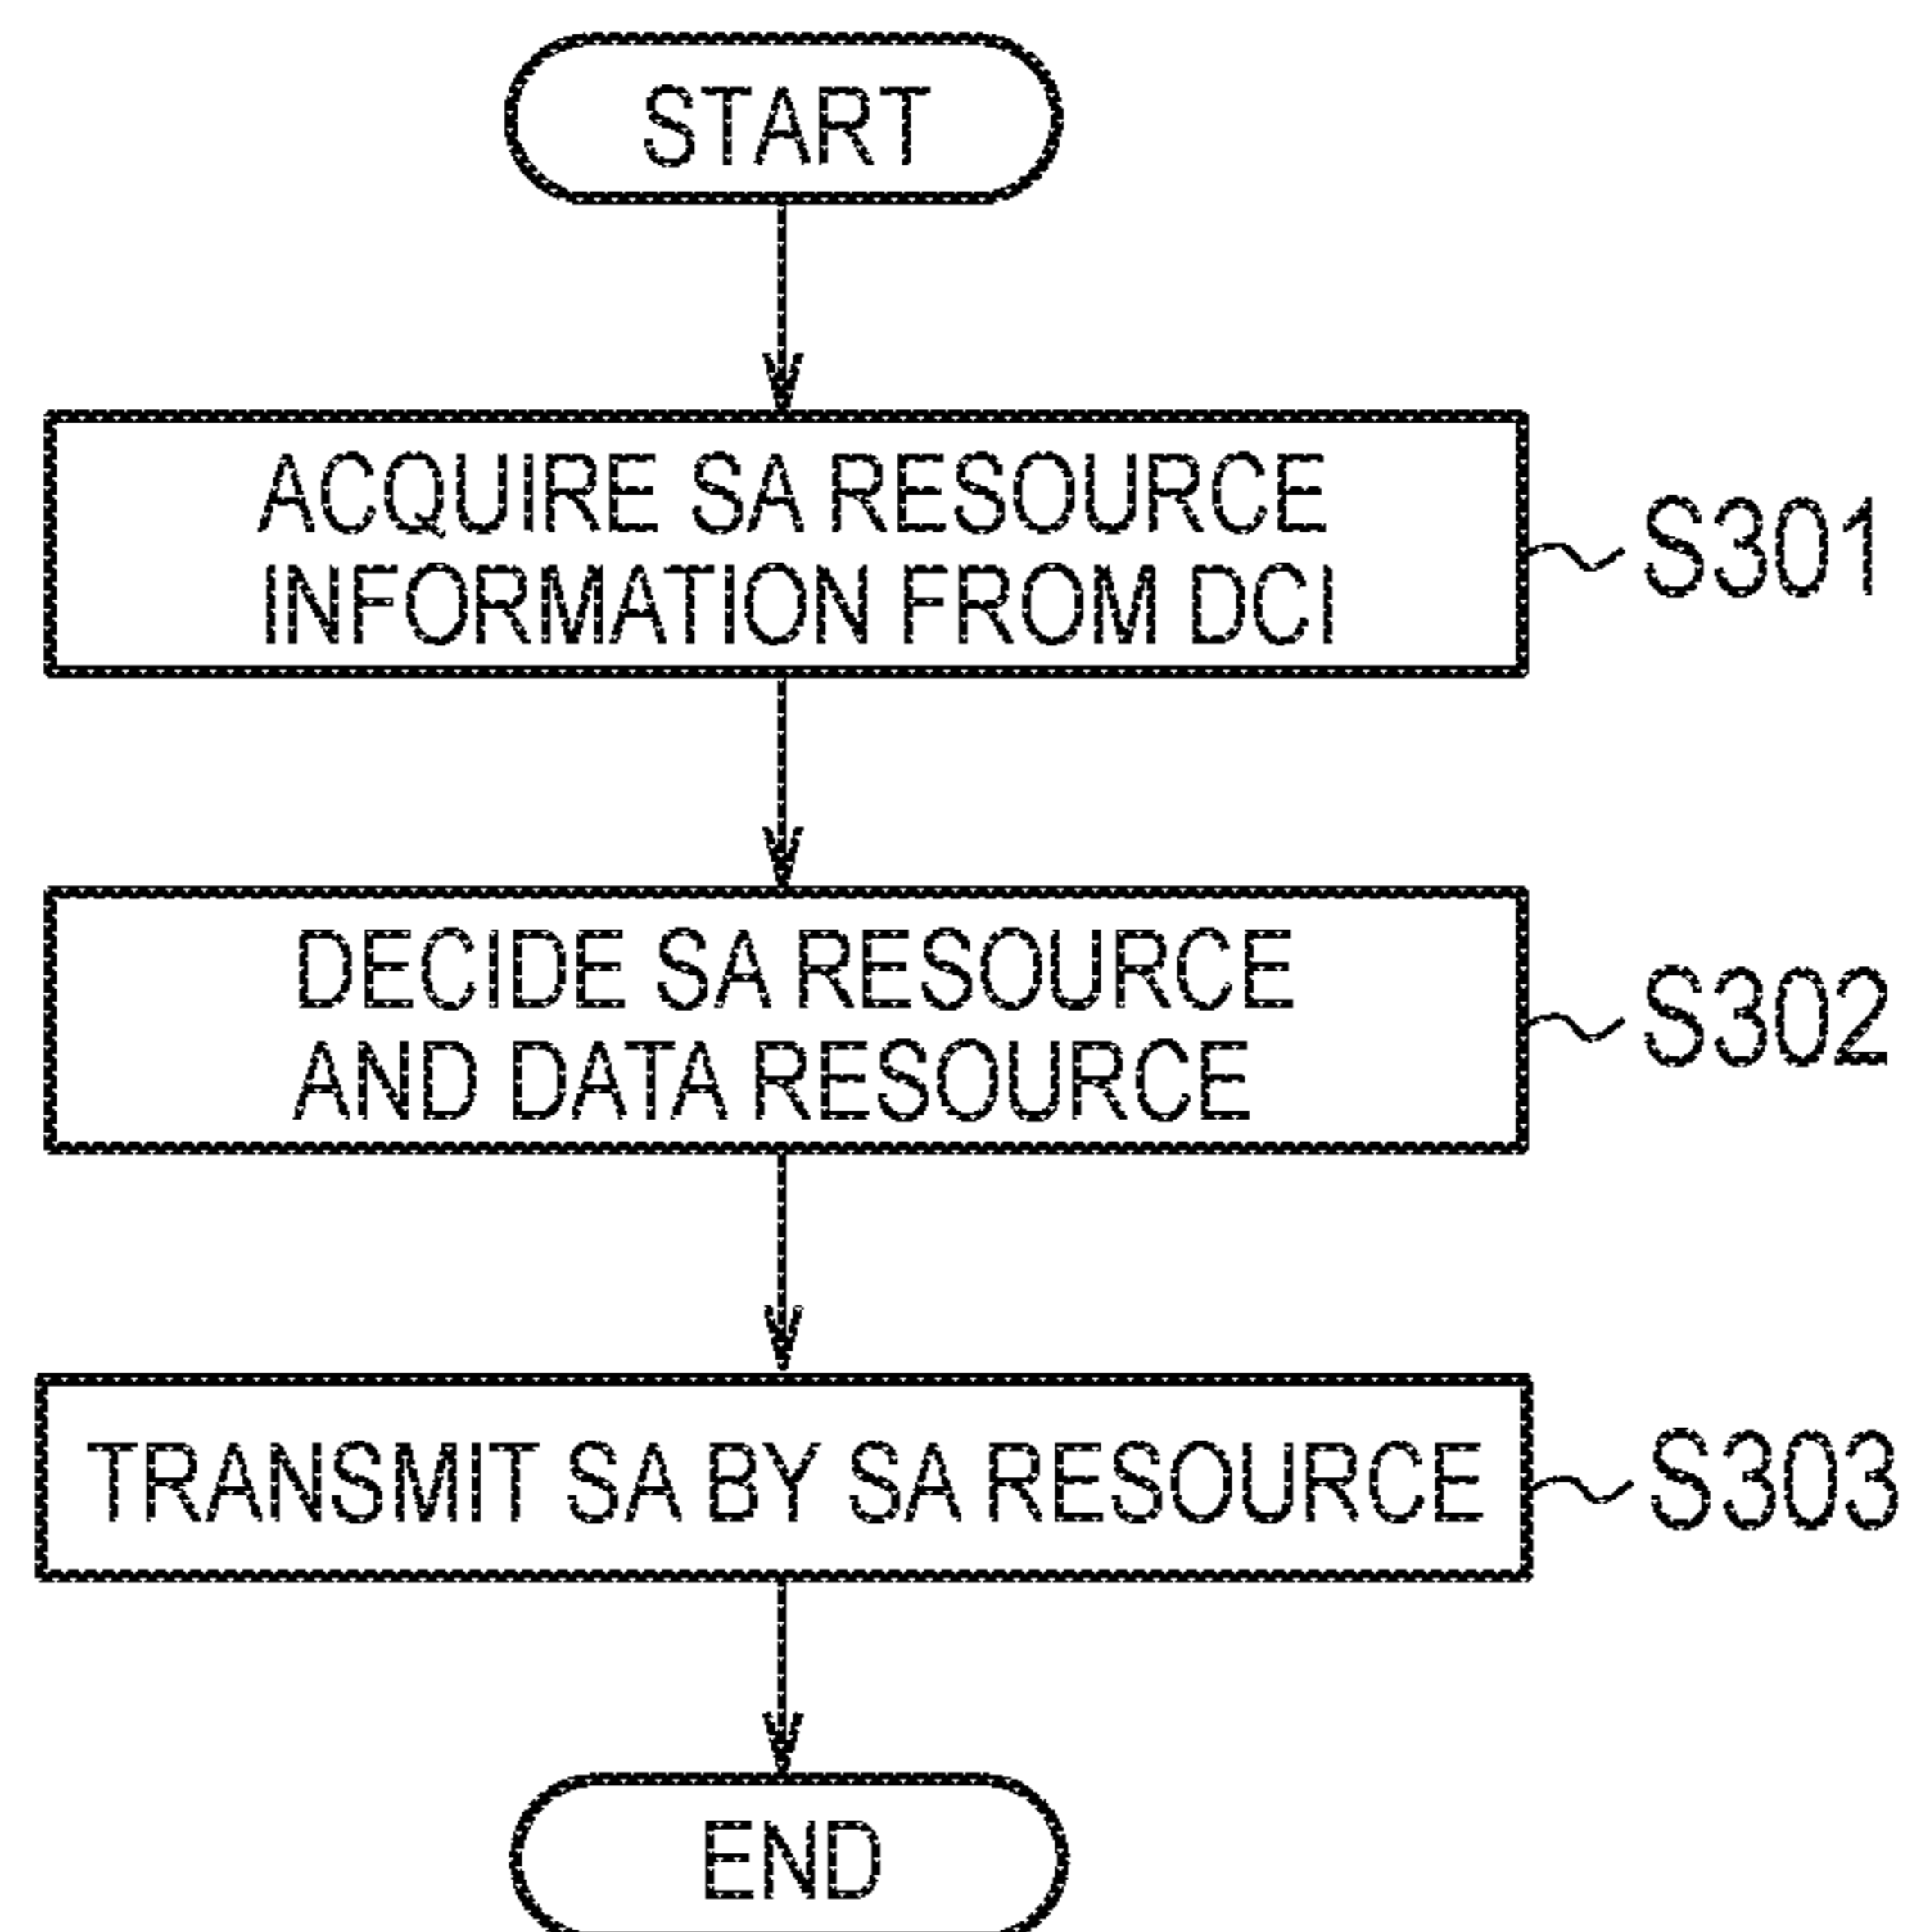 START
ACQUIRE SA RESOURCE
INFORMATION FROM DCI
S301
DECIDE SA RESOURCE
AND DATA RESOURCE
S302
TRANSMIT SA BY SA RESOURCE
S303
END